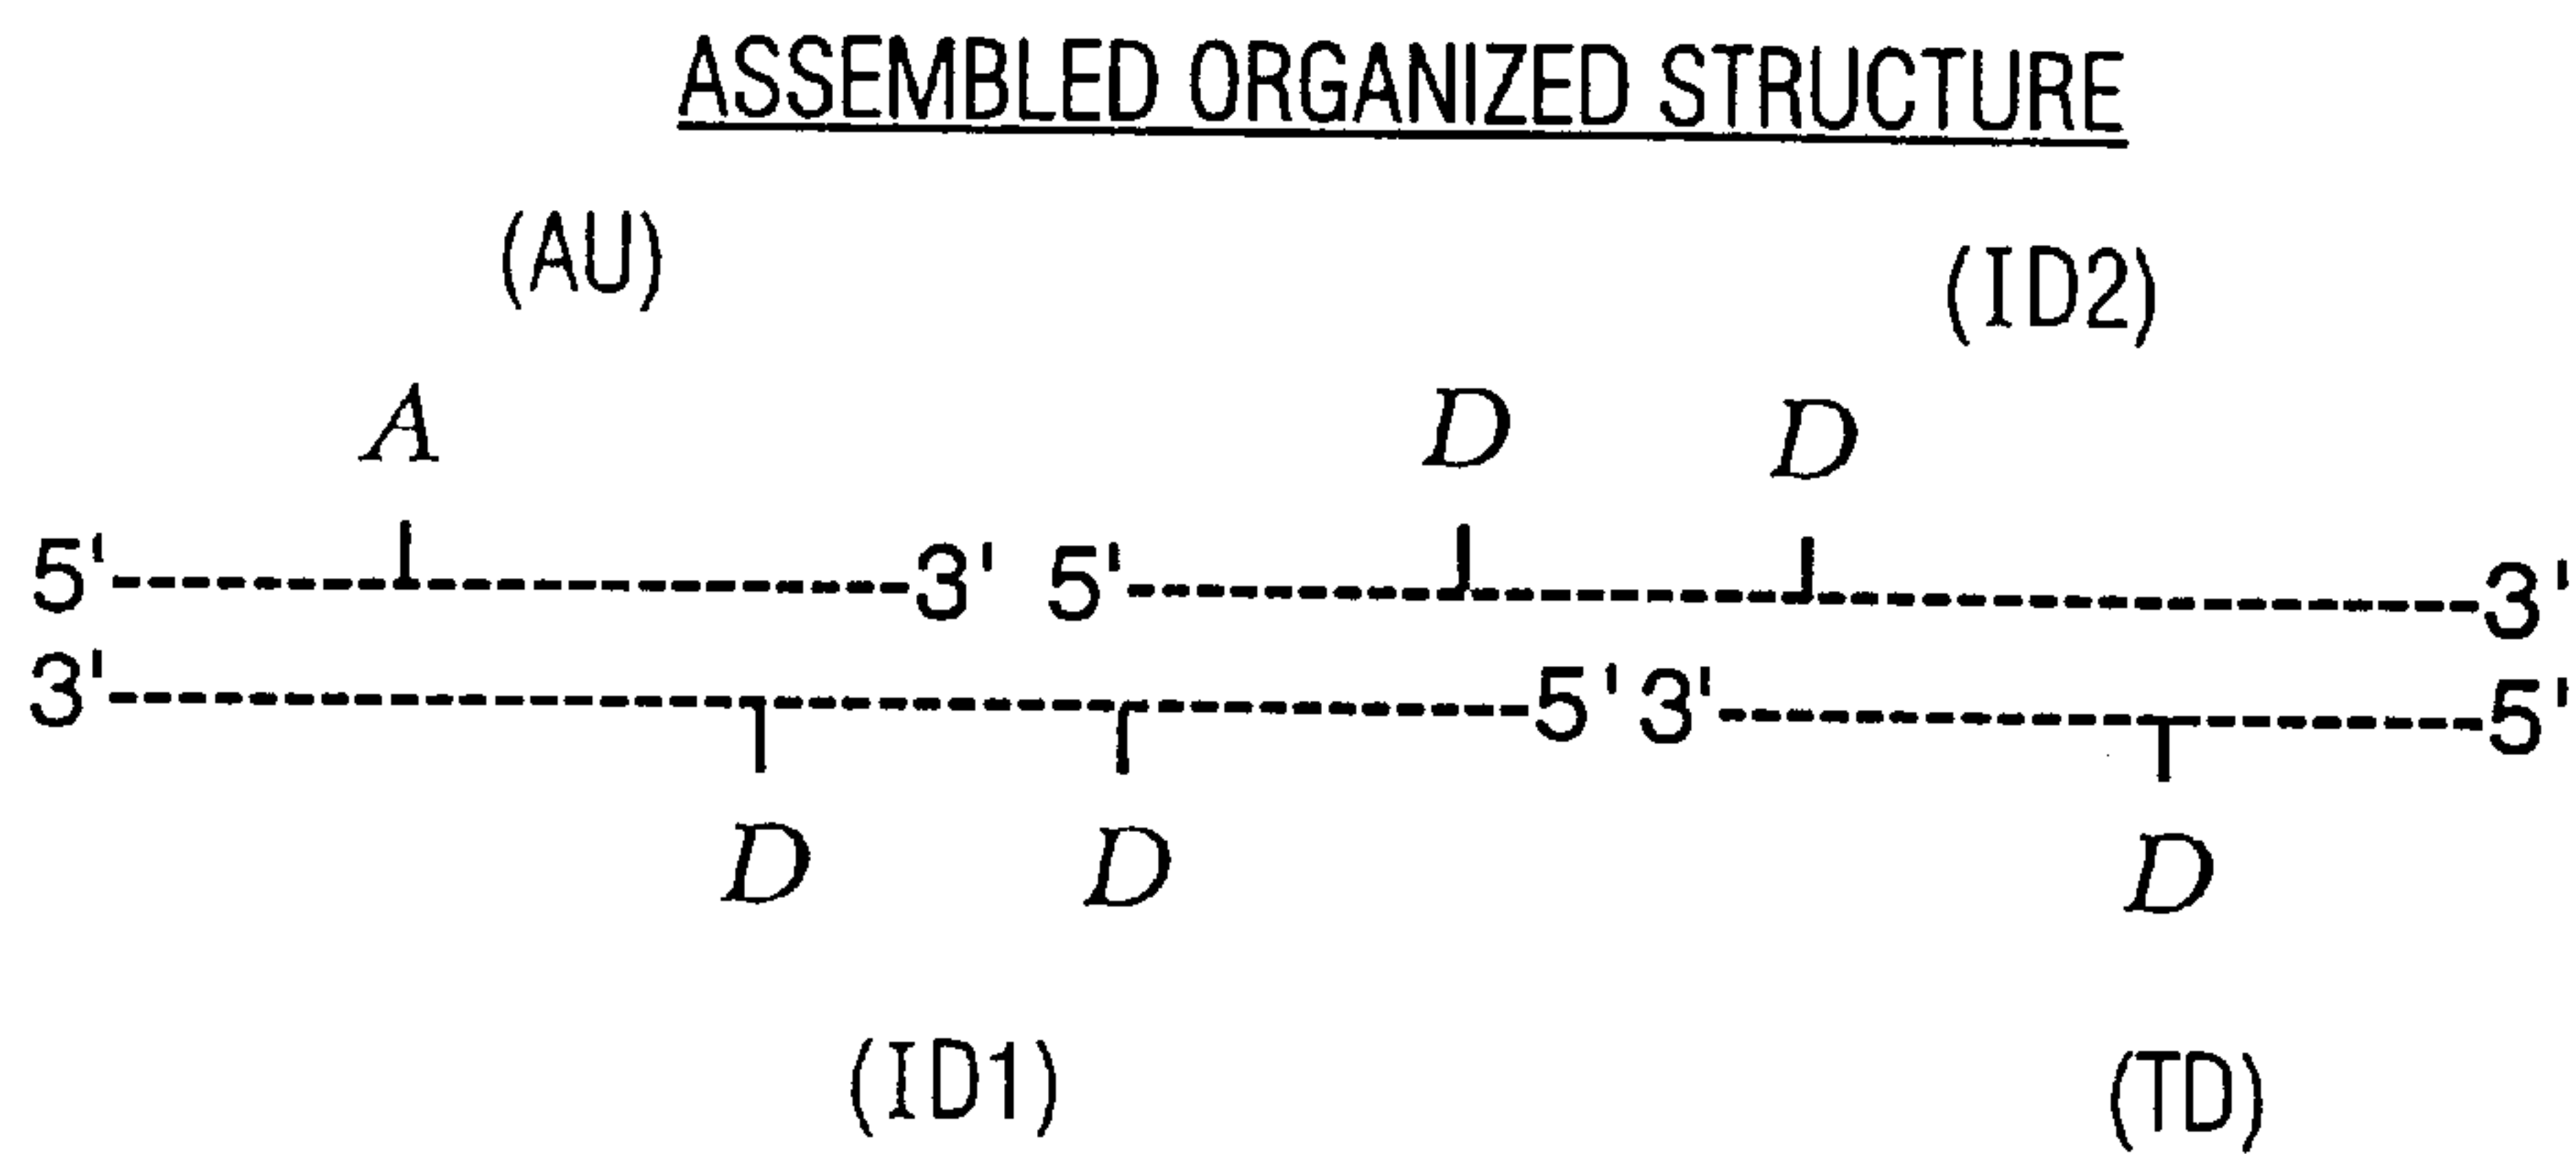 ASSEMBLED ORGANIZED STRUCTURE
(AU) (ID2)
A D D
5' 3' 5' 3'
3' 5' 3' 5'
D D D
(ID1) (TD)